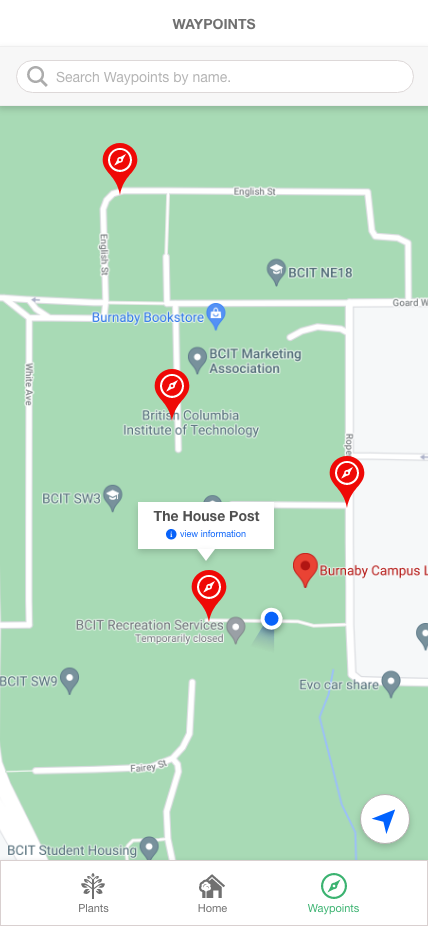 WAYPOINTS
Search Waypoints by name.
English St
English St
BCIT NE18
Goard W
Burnaby Bookstore
BCIT Marketing
Association
White Ave
British Columbia
Institute of Technology
Rope
BCIT SW3
The House Post
i view information
Burnaby Campus L
BCIT Recreation Services
Temporarily closed
BCIT SW9
Evo car share
Fairey St
BCIT Student Housing
Plants
Home
Waypoints